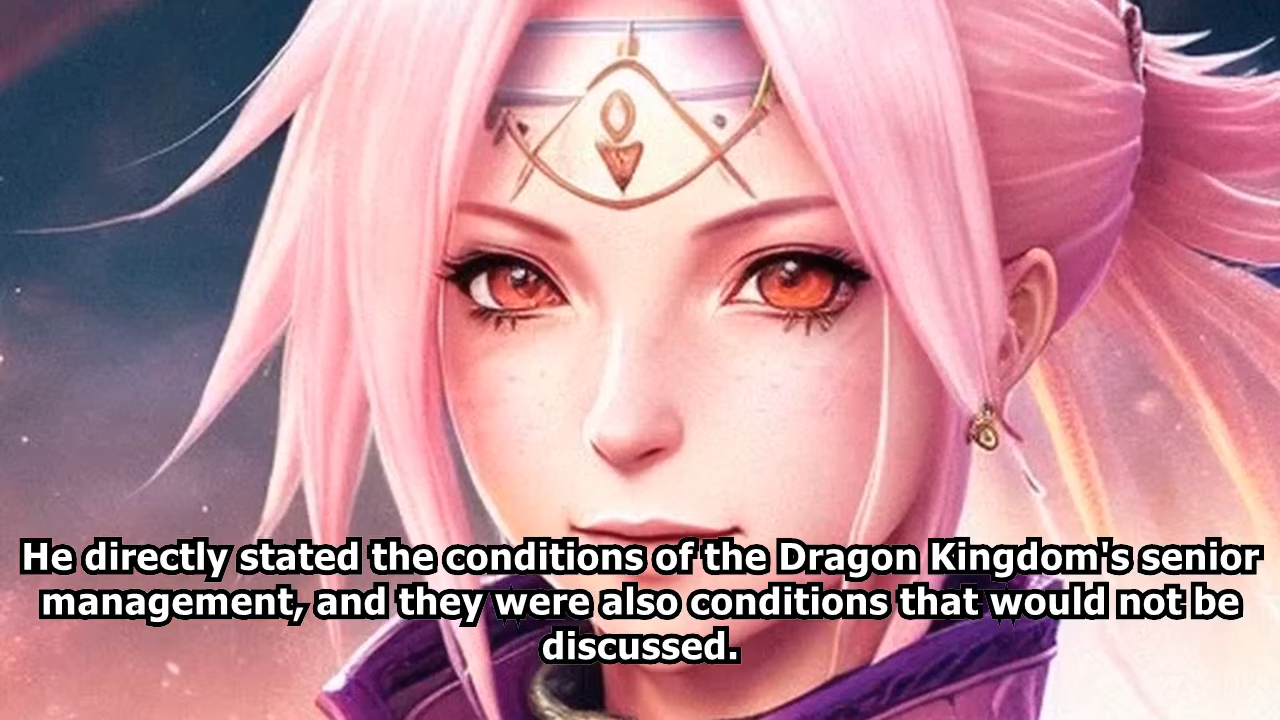 He directly stated the conditions of the Dragon Kingdom's senior
management, and they were also conditions that would not be
discussed.